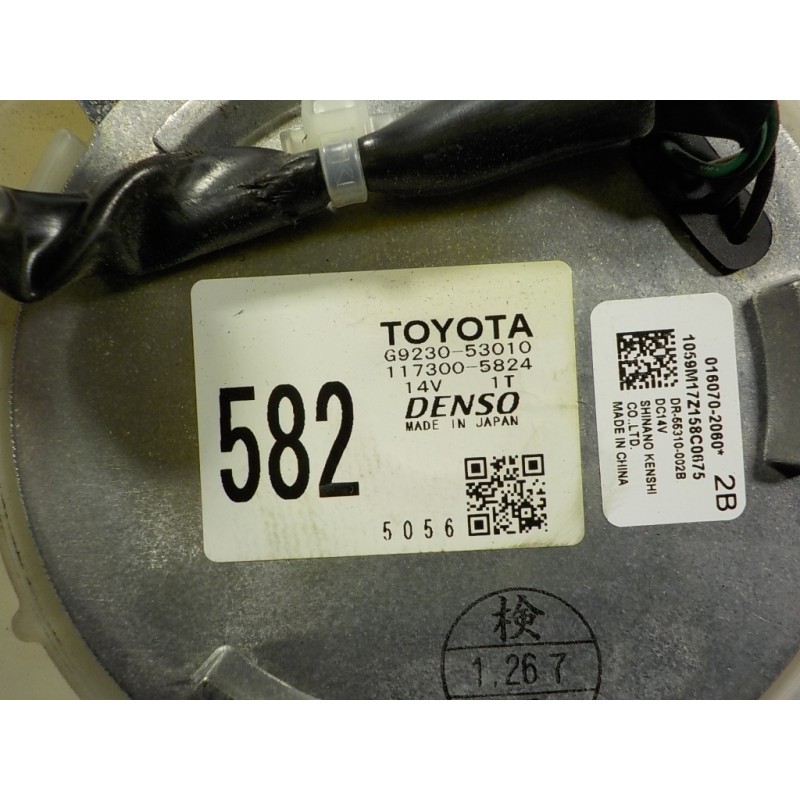 TOYOTA
G9230-53010
117300-5824
14V 1T
DENSO
MADE IN JAPAN
582
5056
016070-2060*
1059M17Z158C0675
DR-55310-002B
DC14V
SHINANO KENSHI
CO.,LTD.
MADE IN CHINA
2B
検
1.26 7